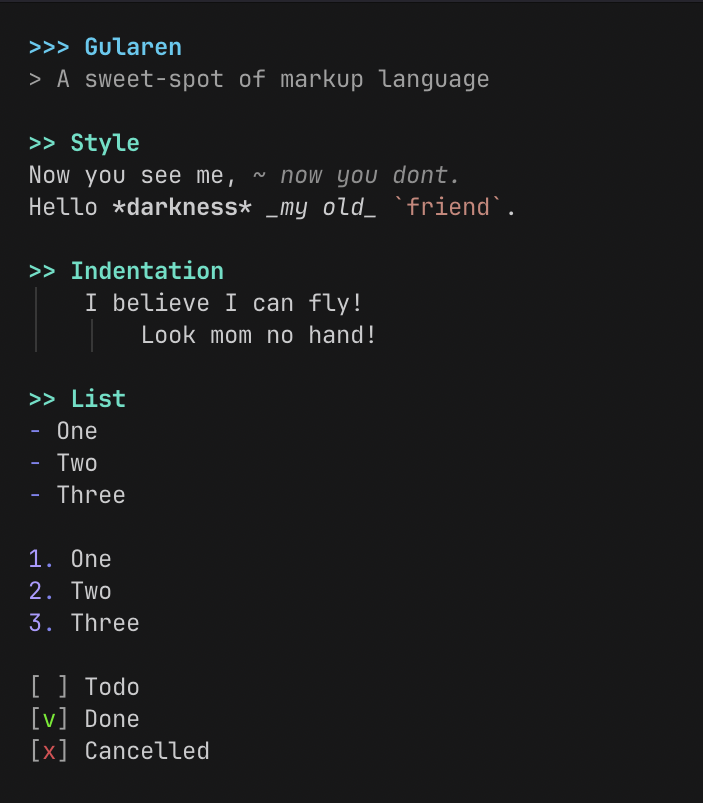 >>> Gularen
> A sweet-spot of markup language

>> Style
Now you see me, ~ now you dont.
Hello *darkness* _my old_ `friend`.

>> Indentation
    I believe I can fly!
        Look mom no hand!

>> List
- One
- Two
- Three

1. One
2. Two
3. Three

[ ] Todo
[v] Done
[x] Cancelled